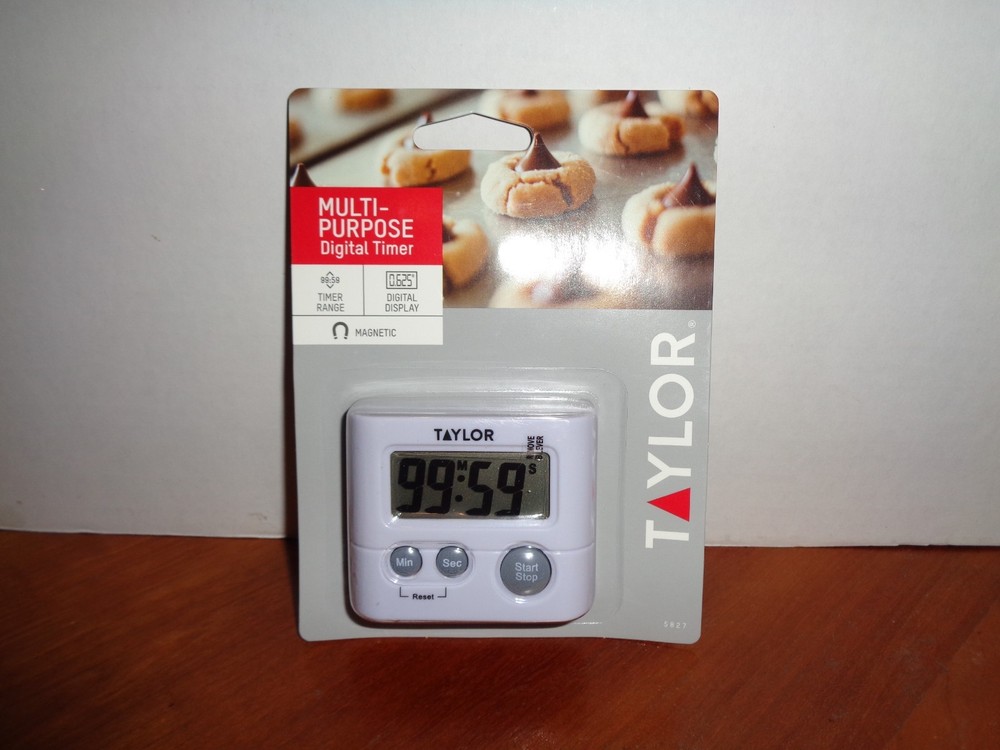 MULTI-
PURPOSE
Digital Timer
99:59
TIMER
RANGE
0.625"
DIGITAL
DISPLAY
MAGNETIC
TAYLOR®
TAYLOR
99:59
M
S
Min
Sec
Start
Stop
Reset
5827